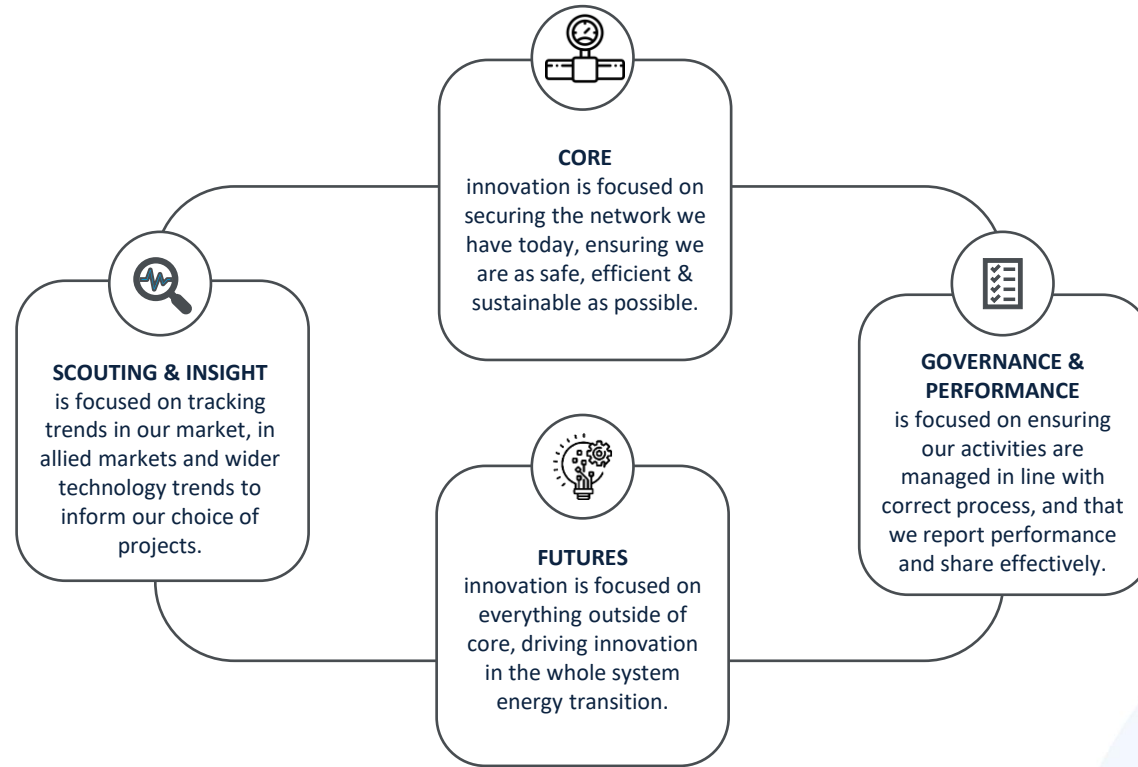 CORE
innovation is focused on
securing the network we
have today, ensuring we
are as safe, efficient &
sustainable as possible.
SCOUTING & INSIGHT
is focused on tracking
trends in our market, in
allied markets and wider
technology trends to
inform our choice of
projects.
GOVERNANCE &
PERFORMANCE
is focused on ensuring
our activities are
managed in line with
correct process, and that
we report performance
and share effectively.
FUTURES
innovation is focused on
everything outside of
core, driving innovation
in the whole system
energy transition.